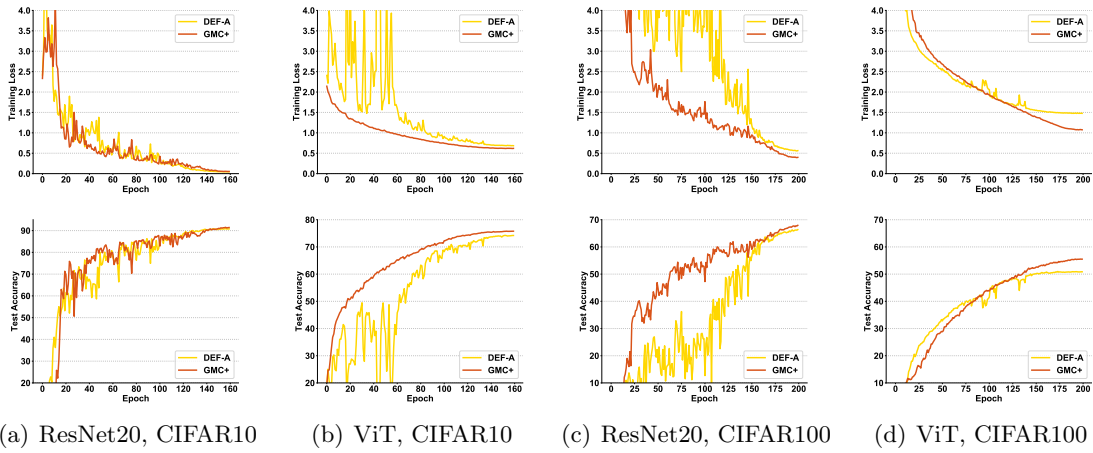 4.0 3.5 3.0 2.5 2.0 1.5 1.0 0.5 0.0
Training Loss
DEF-A
GMC+
0 20 40 60 80 100 120 140 160
Epoch
4.0 3.5 3.0 2.5 2.0 1.5 1.0 0.5 0.0
Training Loss
DEF-A
GMC+
0 20 40 60 80 100 120 140 160
Epoch
4.0 3.5 3.0 2.5 2.0 1.5 1.0 0.5 0.0
Training Loss
DEF-A
GMC+
0 25 50 75 100 125 150 175 200
Epoch
4.0 3.5 3.0 2.5 2.0 1.5 1.0 0.5 0.0
Training Loss
DEF-A
GMC+
0 25 50 75 100 125 150 175 200
Epoch
90 80 70 60 50 40 30 20
Test Accuracy
DEF-A
GMC+
0 20 40 60 80 100 120 140 160
Epoch
80 70 60 50 40 30 20
Test Accuracy
DEF-A
GMC+
0 20 40 60 80 100 120 140 160
Epoch
70 60 50 40 30 20 10
Test Accuracy
DEF-A
GMC+
0 25 50 75 100 125 150 175 200
Epoch
70 60 50 40 30 20 10
Test Accuracy
DEF-A
GMC+
0 25 50 75 100 125 150 175 200
Epoch
a) ResNet20, CIFAR10
(b) ViT, CIFAR10
(c) ResNet20, CIFAR100
(d) ViT, CIFAR100